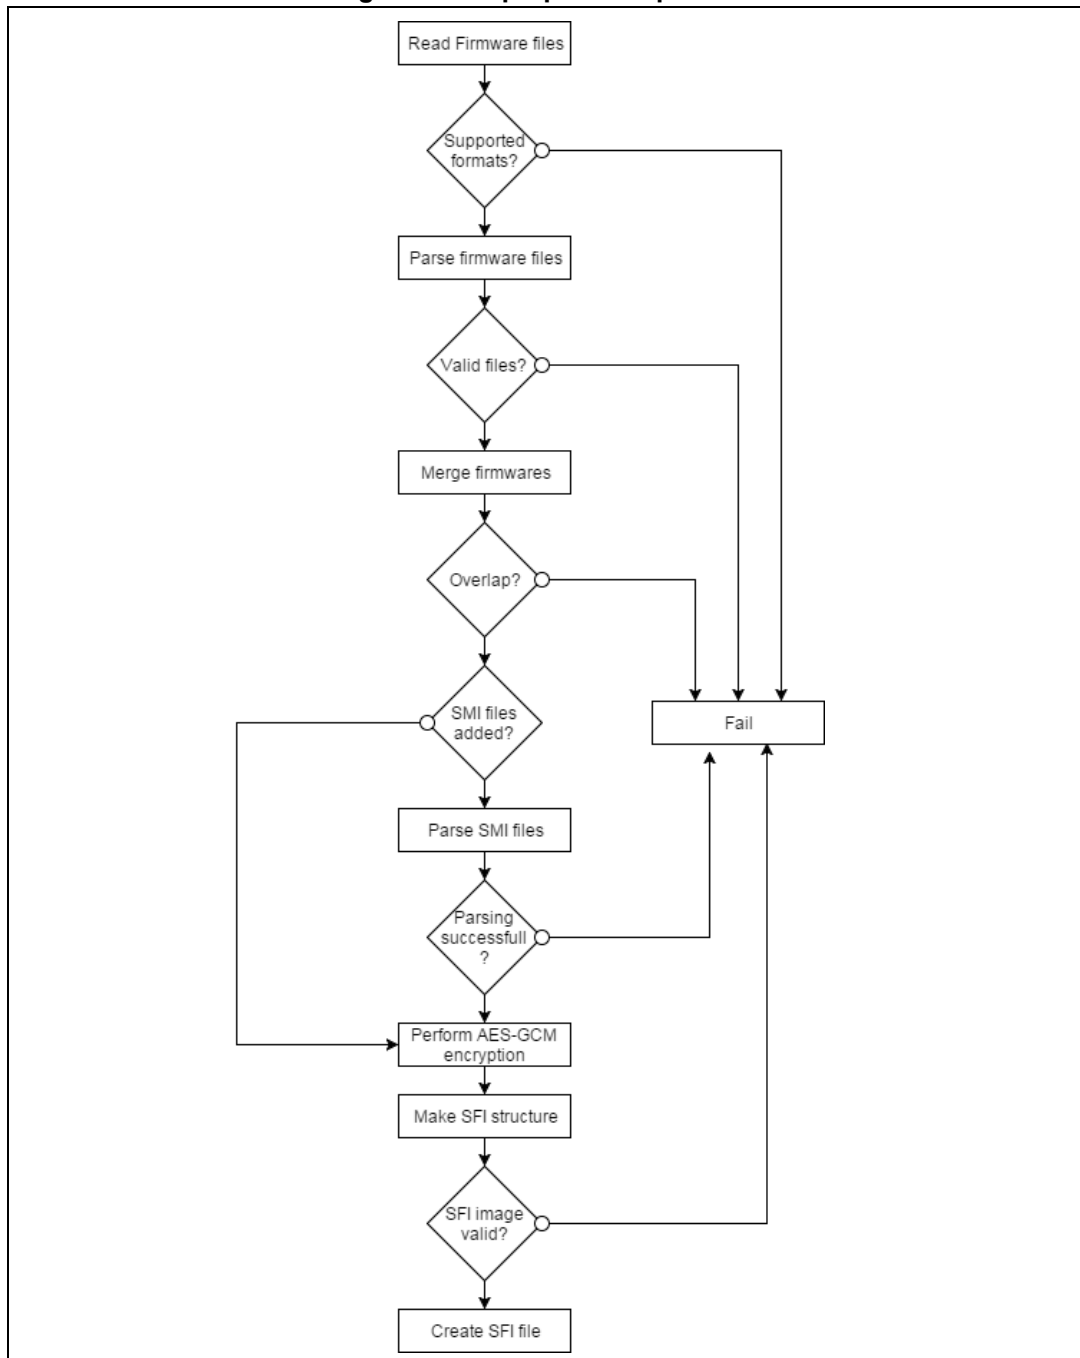 Read Firmware files
Supported
formats?
Parse firmware files
Valid files?
Merge firmwares
Overlap?
SMI files
added?
Fail
Parse SMI files
Parsing
successfull
?
Perform AES-GCM
encryption
Make SFI structure
SFI image
valid?
Create SFI file